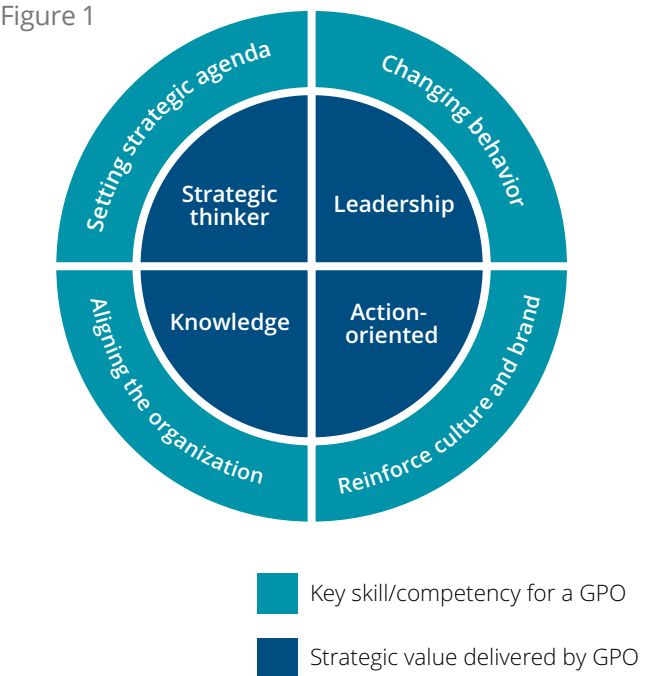 Figure 1
Setting strategic agenda
Changing behavior
Strategic
thinker
Leadership
Knowledge
Action-
oriented
Aligning the organization
Reinforce culture and brand
Key skill/competency for a GPO
Strategic value delivered by GPO